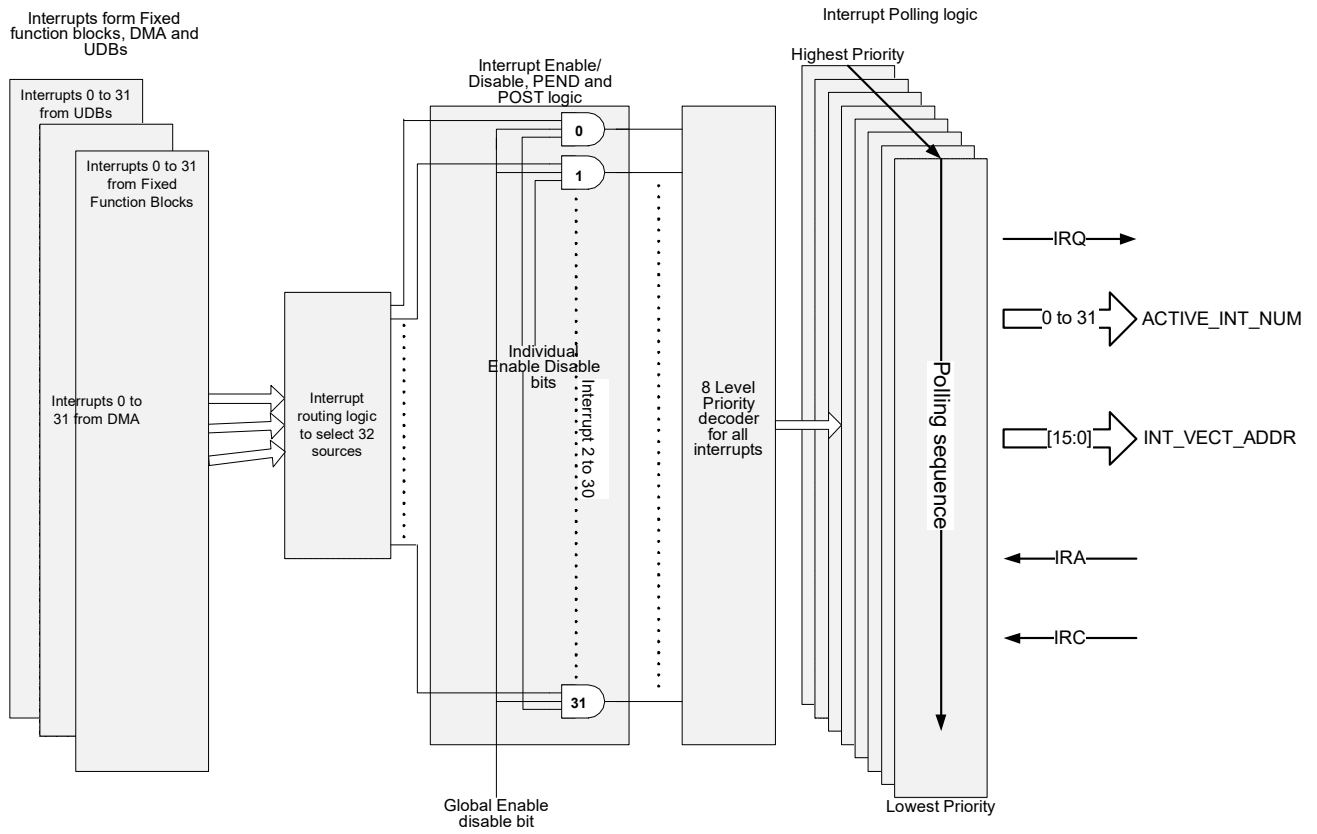 Interrupts form Fixed
function blocks, DMA and
UDBs
Interrupts 0 to 31
from UDBs
Interrupts 0 to 31
from Fixed
Function Blocks
Interrupts 0 to
31 from DMA
Interrupt
routing logic
to select 32
sources
Interrupt Enable/
Disable, PEND and
POST logic
0
1
Individual
Enable Disable
bits
Interrupt 2 to 30
31
Global Enable
disable bit
8 Level
Priority
decoder
for all
interrupts
Interrupt Polling logic
Highest Priority
Polling sequence
Lowest Priority
IRQ
0 to 31
ACTIVE_INT_NUM
[15:0]
INT_VECT_ADDR
IRA
IRC